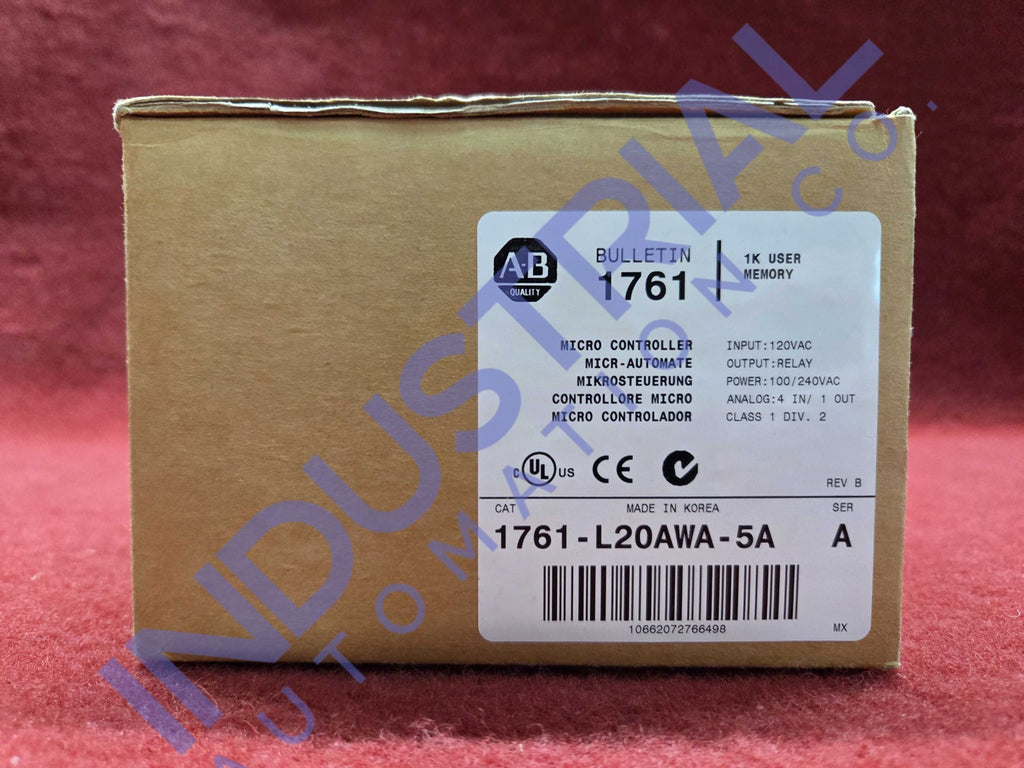 INDUSTRIAL
AUTOMATION CO.
A-B
QUALITY
BULLETIN
1761
1K USER
MEMORY
MICRO CONTROLLER
MICR-AUTOMATE
MIKROSTEUERUNG
CONTROLLORE MICRO
MICRO CONTROLADOR
INPUT:120VAC
OUTPUT:RELAY
POWER:100/240VAC
ANALOG:4 IN/ 1 OUT
CLASS 1 DIV. 2
C UL US CE
REV B
CAT MADE IN KOREA SER
1761-L20AWA-5A A
10662072766498
MX